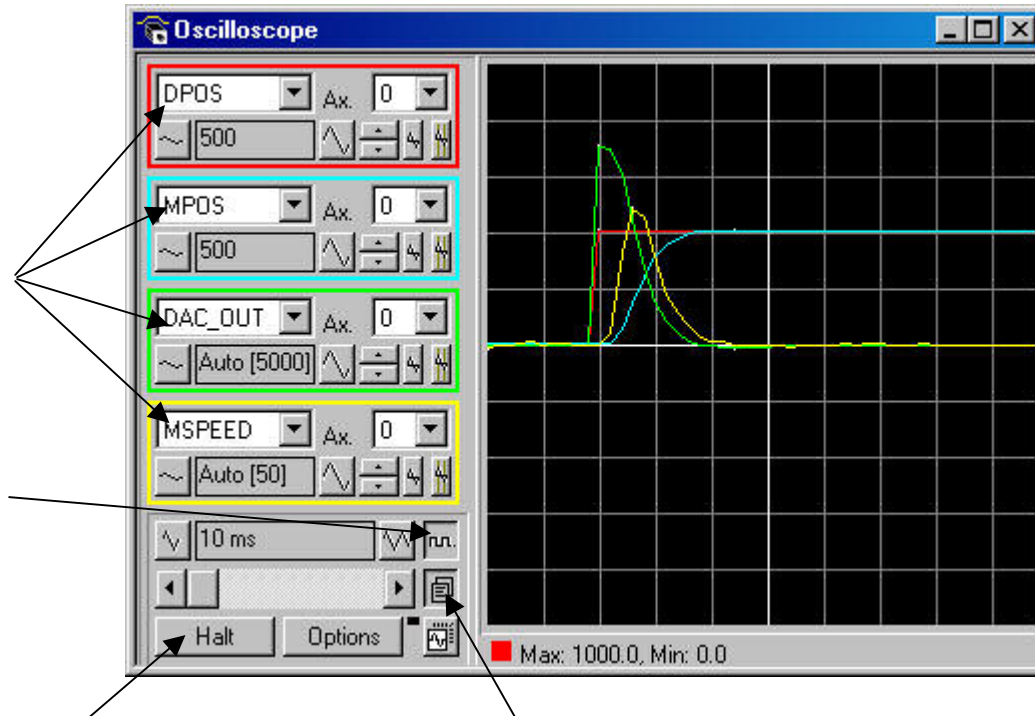 Oscilloscope
DPOS Ax. 0
500
MPOS Ax. 0
500
DAC_OUT Ax. 0
Auto [5000]
MSPEED Ax. 0
Auto [50]
10 ms
Halt Options
Max: 1000.0, Min: 0.0